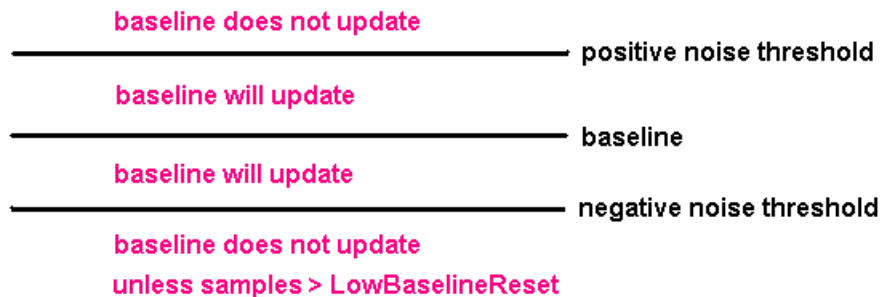 baseline does not update
positive noise threshold
baseline will update
baseline
baseline will update
negative noise threshold
baseline does not update
unless samples > LowBaselineReset